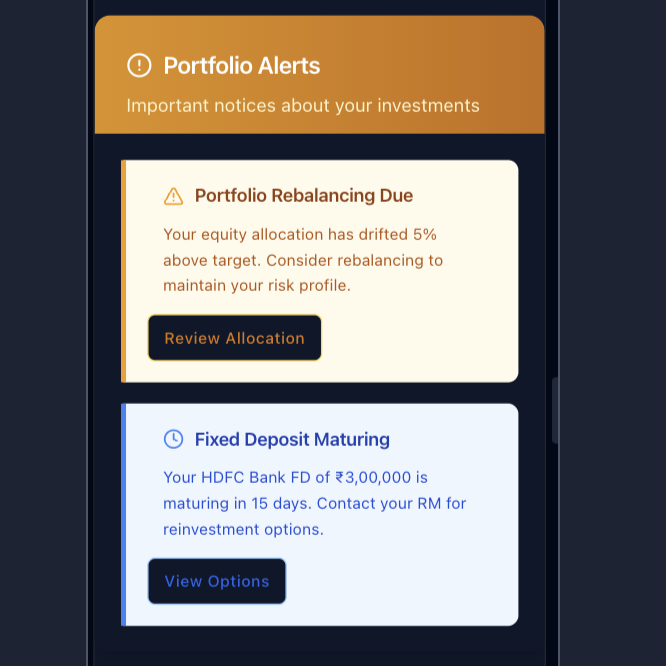 Portfolio Alerts
Important notices about your investments
Portfolio Rebalancing Due
Your equity allocation has drifted 5%
above target. Consider rebalancing to
maintain your risk profile.
Review Allocation
Fixed Deposit Maturing
Your HDFC Bank FD of ₹3,00,000 is
maturing in 15 days. Contact your RM for
reinvestment options.
View Options